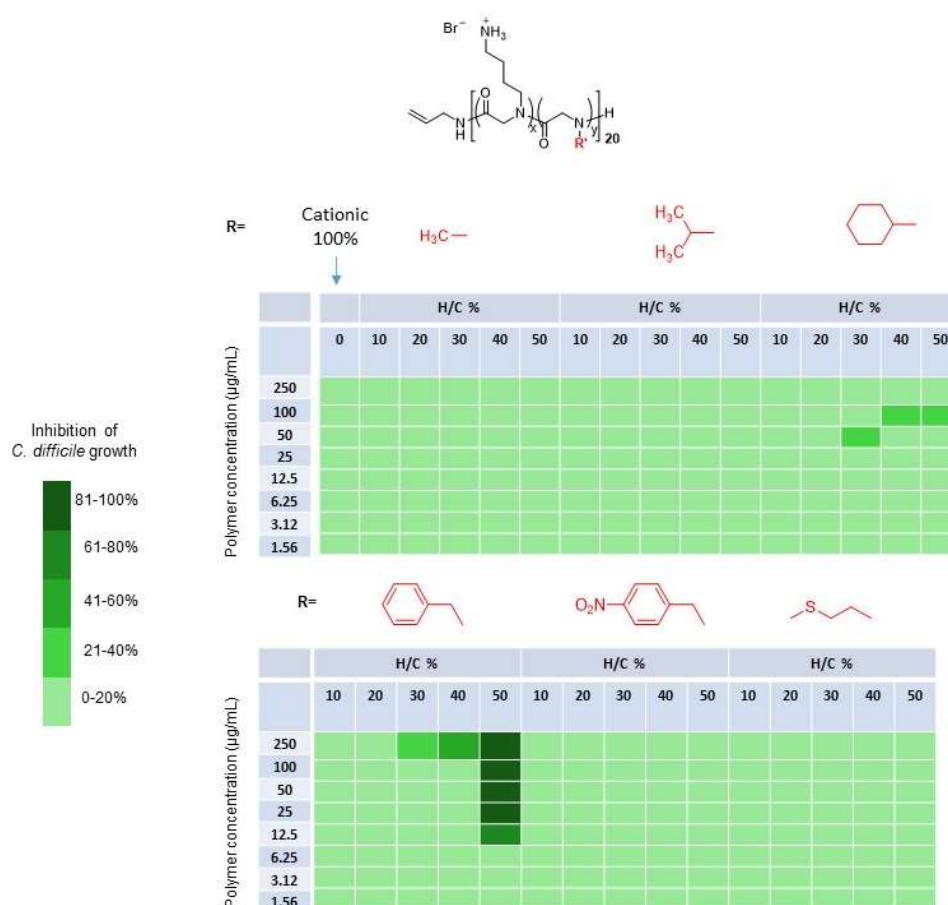 Br⁻
+
NH₃
O
N
H
N
x
O
N
y
H
R'
20
R=
Cationic
100%
H₃C
H₃C
H₃C
H/C % H/C % H/C %
0 10 20 30 40 50 10 20 30 40 50 10 20 30 40 50
Polymer concentration (µg/mL)
250
100
50
25
12.5
6.25
3.12
1.56
Inhibition of
C. difficile growth
81-100%
61-80%
41-60%
21-40%
0-20%
R=
O₂N
S
H/C % H/C % H/C %
10 20 30 40 50 10 20 30 40 50 10 20 30 40 50
Polymer concentration (µg/mL)
250
100
50
25
12.5
6.25
3.12
1.56